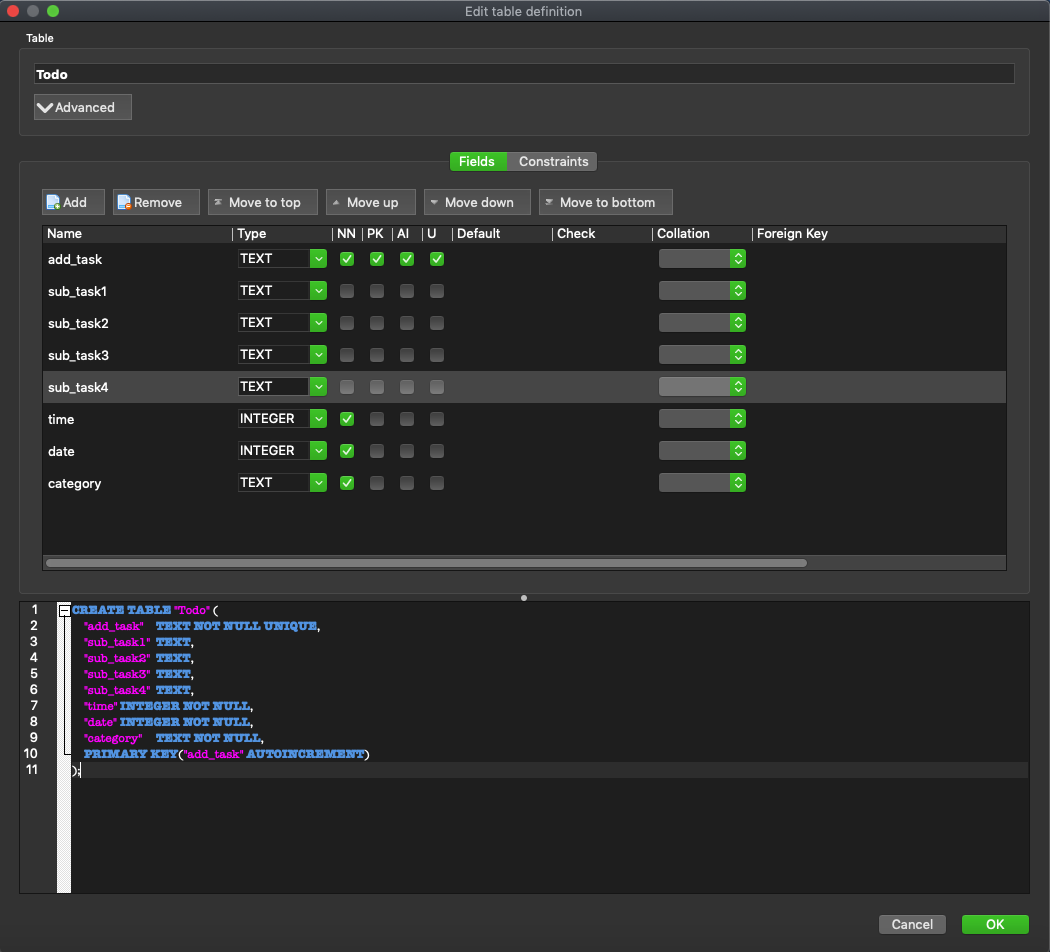 Edit table definition
Table
Todo
Advanced
Fields Constraints
Add Remove Move to top Move up Move down Move to bottom
Name Type NN PK AI U Default Check Collation Foreign Key
add_task TEXT
sub_task1 TEXT
sub_task2 TEXT
sub_task3 TEXT
sub_task4 TEXT
time INTEGER
date INTEGER
category TEXT
1 CREATE TABLE "Todo" (
2 "add_task" TEXT NOT NULL UNIQUE,
3 "sub_task1" TEXT,
4 "sub_task2" TEXT,
5 "sub_task3" TEXT,
6 "sub_task4" TEXT,
7 "time" INTEGER NOT NULL,
8 "date" INTEGER NOT NULL,
9 "category" TEXT NOT NULL,
10 PRIMARY KEY("add_task" AUTOINCREMENT)
11 );
Cancel OK